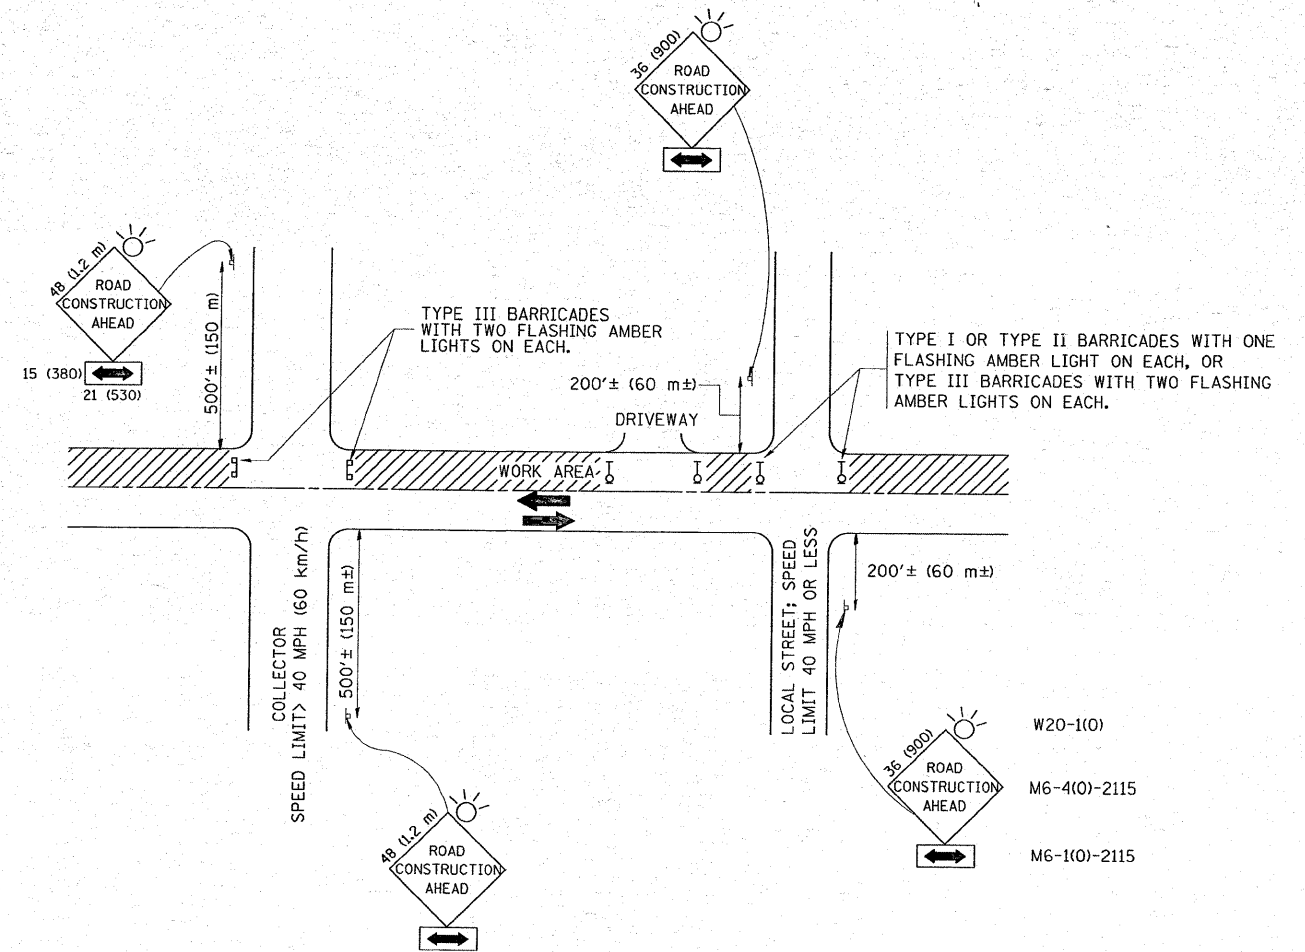 36 (900)
ROAD
CONSTRUCTION
AHEAD
48 (1.2 m)
ROAD
CONSTRUCTION
AHEAD
15 (380)
21 (530)
500'± (150 m)
TYPE III BARRICADES
WITH TWO FLASHING AMBER
LIGHTS ON EACH.
200'± (60 m±)
DRIVEWAY
TYPE I OR TYPE II BARRICADES WITH ONE
FLASHING AMBER LIGHT ON EACH, OR
TYPE III BARRICADES WITH TWO FLASHING
AMBER LIGHTS ON EACH.
WORK AREA
COLLECTOR
SPEED LIMIT> 40 MPH (60 km/h)
500'± (150 m±)
LOCAL STREET; SPEED
LIMIT 40 MPH OR LESS
200'± (60 m±)
48 (1.2 m)
ROAD
CONSTRUCTION
AHEAD
36 (900)
ROAD
CONSTRUCTION
AHEAD
W20-1(O)
M6-4(O)-2115
M6-1(O)-2115